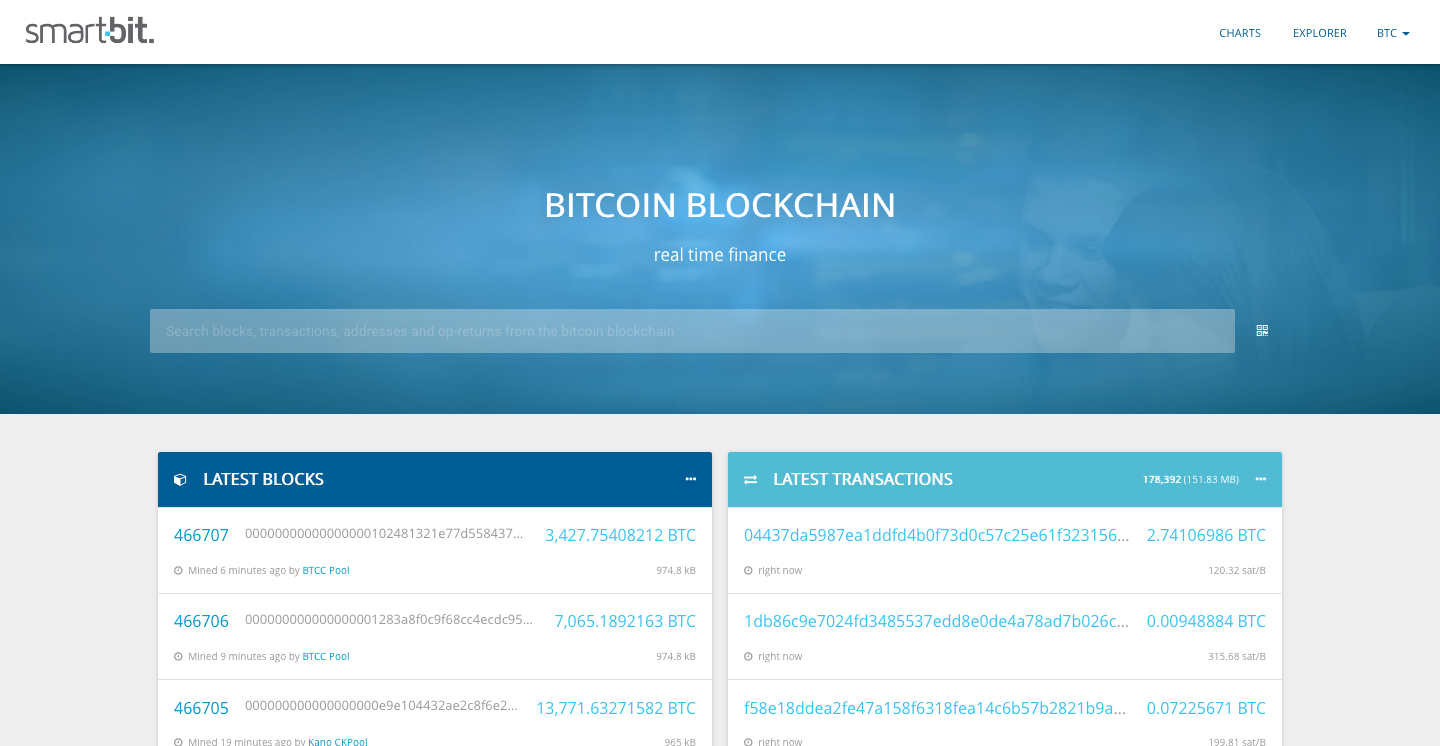 smartbit.
CHARTS EXPLORER BTC
BITCOIN BLOCKCHAIN
real time finance
Search blocks, transactions, addresses and op-returns from the bitcoin blockchain
LATEST BLOCKS
466707 00000000000000000102481321e77d558437... 3,427.75408212 BTC
Mined 6 minutes ago by BTCC Pool 974.8 kB
466706 000000000000000001283a8f0c9f68cc4ecdc95... 7,065.1892163 BTC
Mined 9 minutes ago by BTCC Pool 974.8 kB
466705 000000000000000000e9e104432ae2c8f6e2... 13,771.63271582 BTC
Mined 19 minutes ago by Kano CKPool 965 kB
LATEST TRANSACTIONS 178,392 (151.83 MB)
04437da5987ea1ddfd4b0f73d0c57c25e61f323156... 2.74106986 BTC
right now 120.32 sat/B
1db86c9e7024fd3485537edd8e0de4a78ad7b026c... 0.00948884 BTC
right now 315.68 sat/B
f58e18ddea2fe47a158f6318fea14c6b57b2821b9a... 0.07225671 BTC
right now 199.81 sat/B